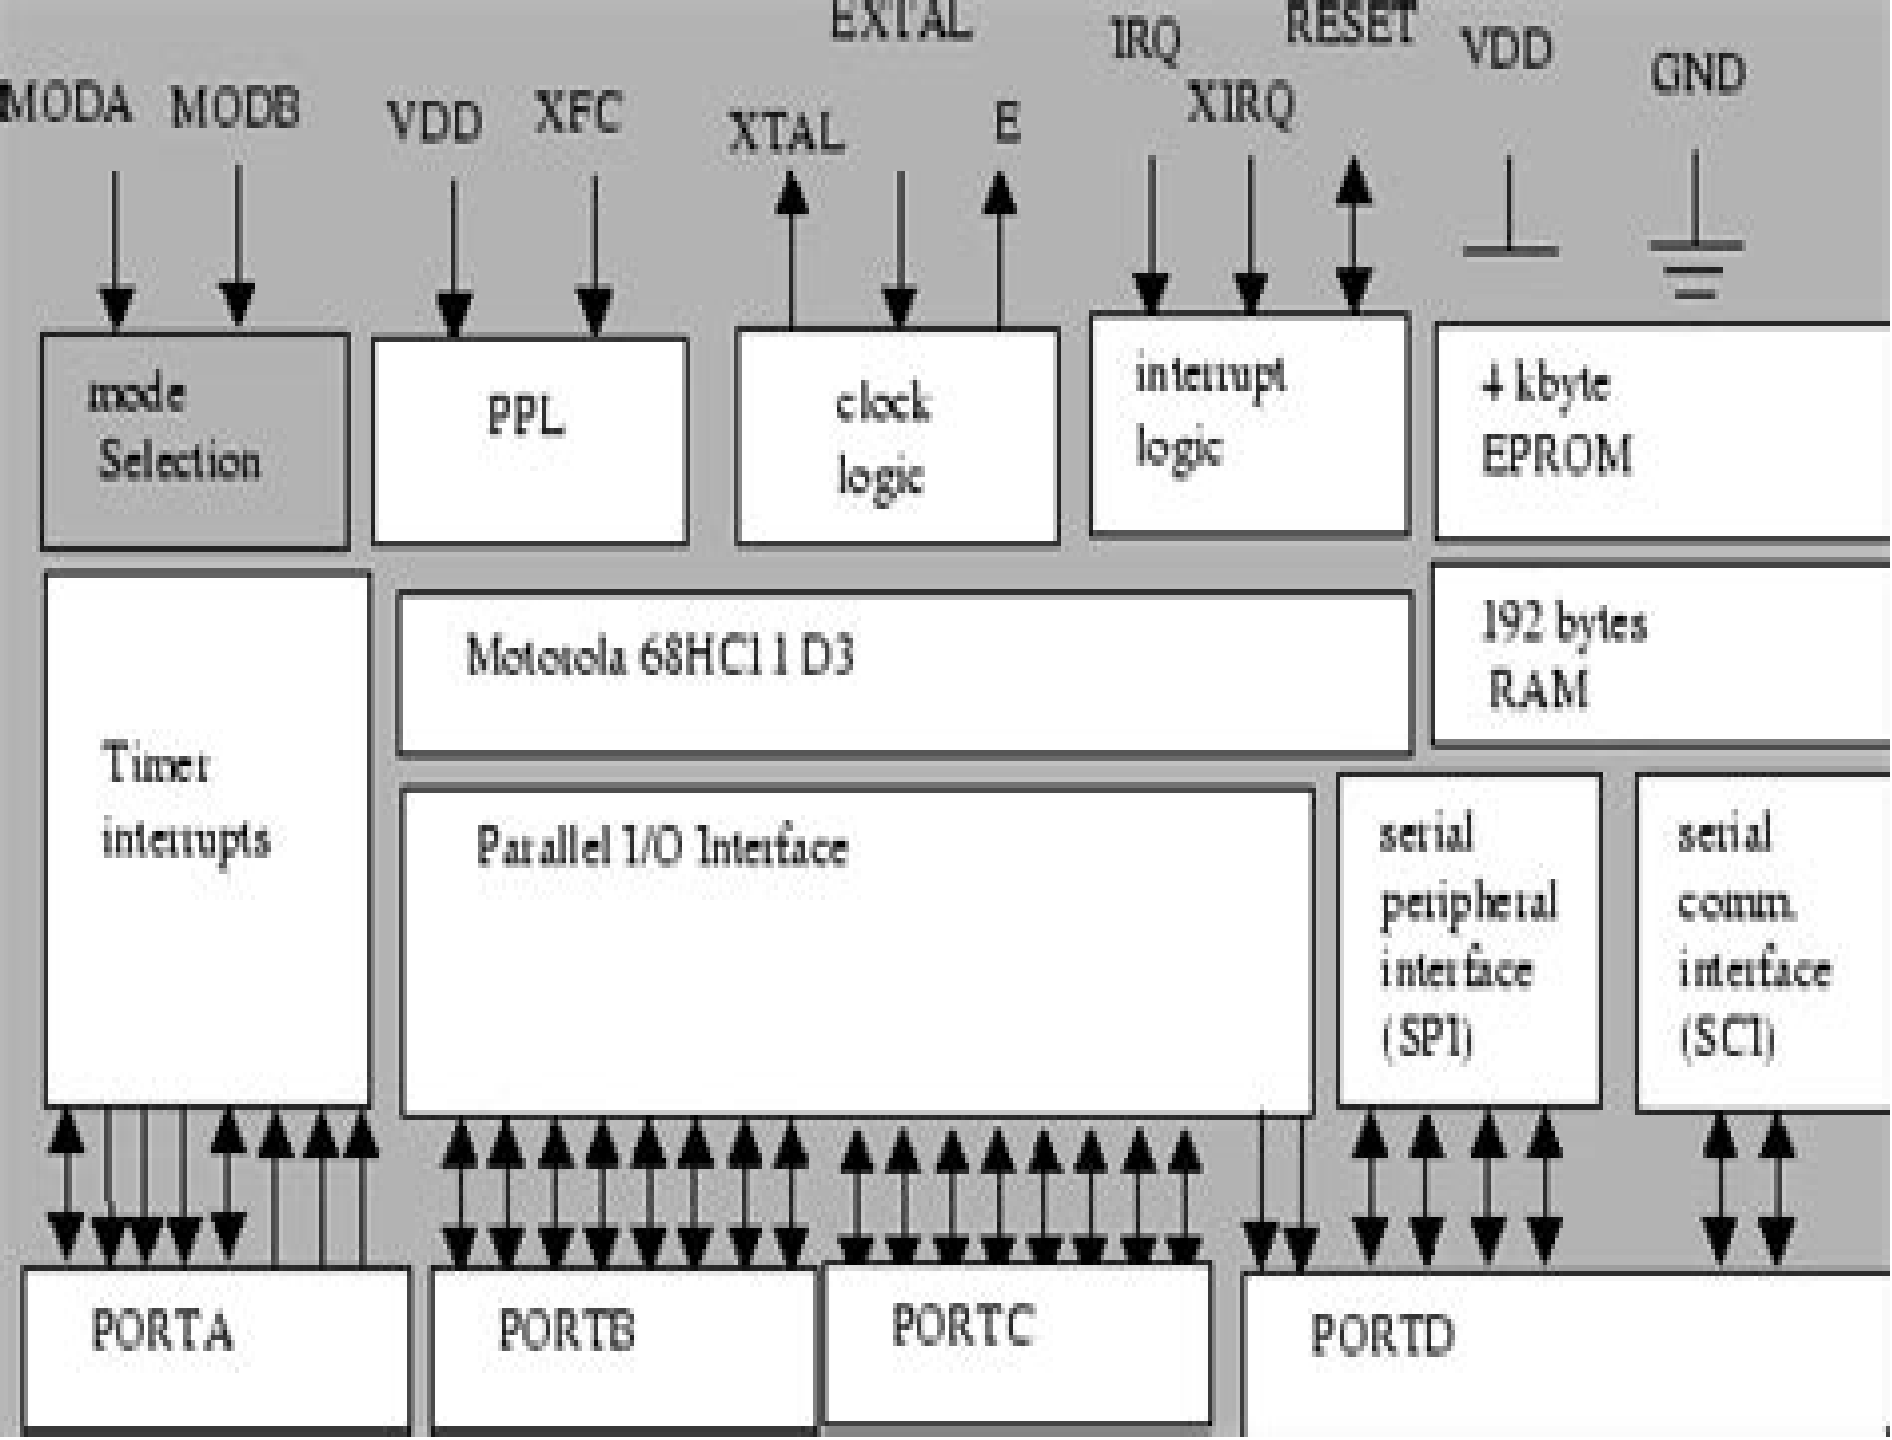 EXTAL
IRQ
RESET
VDD
GND
MODA
MODB
VDD
XFC
XTAL
E
XIRQ
mode
Selection
PPL
clock
logic
interrupt
logic
4 kbyte
EPROM
Motorola 68HC11 D3
192 bytes
RAM
Timer
interrupts
Parallel I/O Interface
serial
peripheral
interface
(SPI)
serial
comm.
interface
(SCI)
PORTA
PORTB
PORTC
PORTD